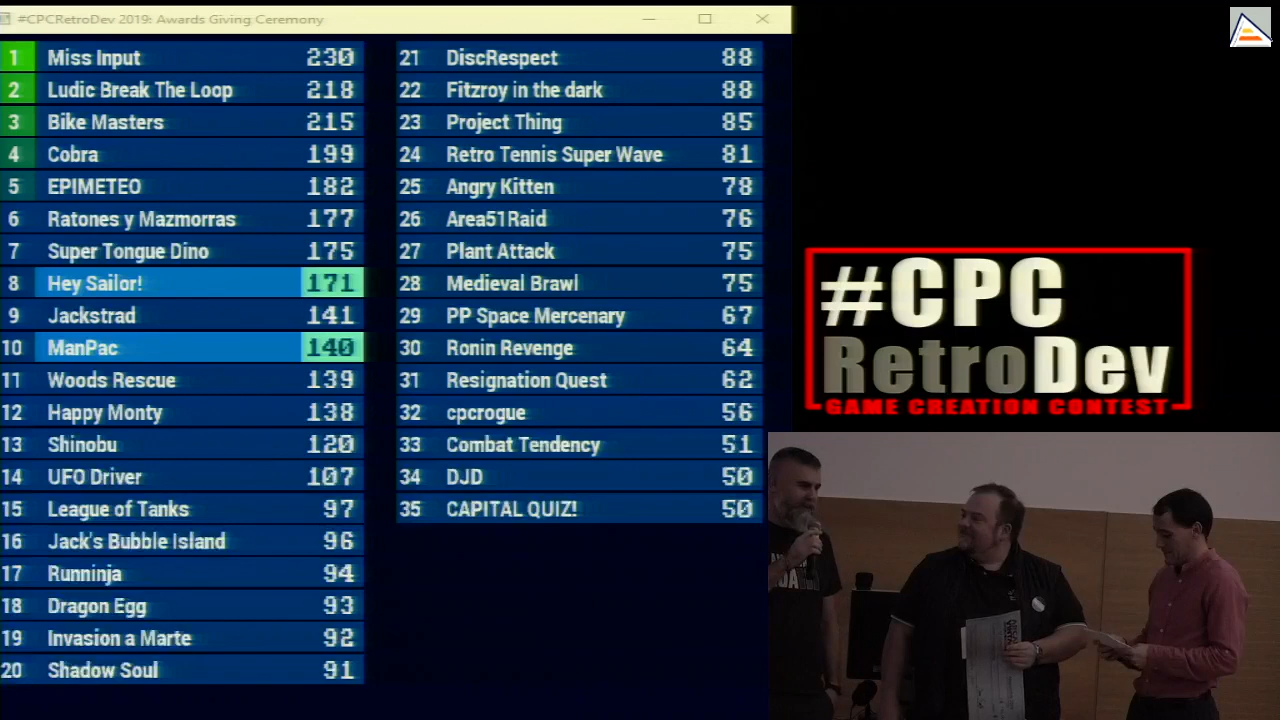 #CPCRetroDev 2019: Awards Giving Ceremony
1 Miss Input 230
2 Ludic Break The Loop 218
3 Bike Masters 215
4 Cobra 199
5 EPIMETEO 182
6 Ratones y Mazmorras 177
7 Super Tongue Dino 175
8 Hey Sailor! 171
9 Jackstrad 141
10 ManPac 140
11 Woods Rescue 139
12 Happy Monty 138
13 Shinobu 120
14 UFO Driver 107
15 League of Tanks 97
16 Jack's Bubble Island 96
17 Runninja 94
18 Dragon Egg 93
19 Invasion a Marte 92
20 Shadow Soul 91
21 DiscRespect 88
22 Fitzroy in the dark 88
23 Project Thing 85
24 Retro Tennis Super Wave 81
25 Angry Kitten 78
26 Area51Raid 76
27 Plant Attack 75
28 Medieval Brawl 75
29 PP Space Mercenary 67
30 Ronin Revenge 64
31 Resignation Quest 62
32 cpcrogue 56
33 Combat Tendency 51
34 DJD 50
35 CAPITAL QUIZ! 50
#CPC
RetroDev
GAME CREATION CONTEST